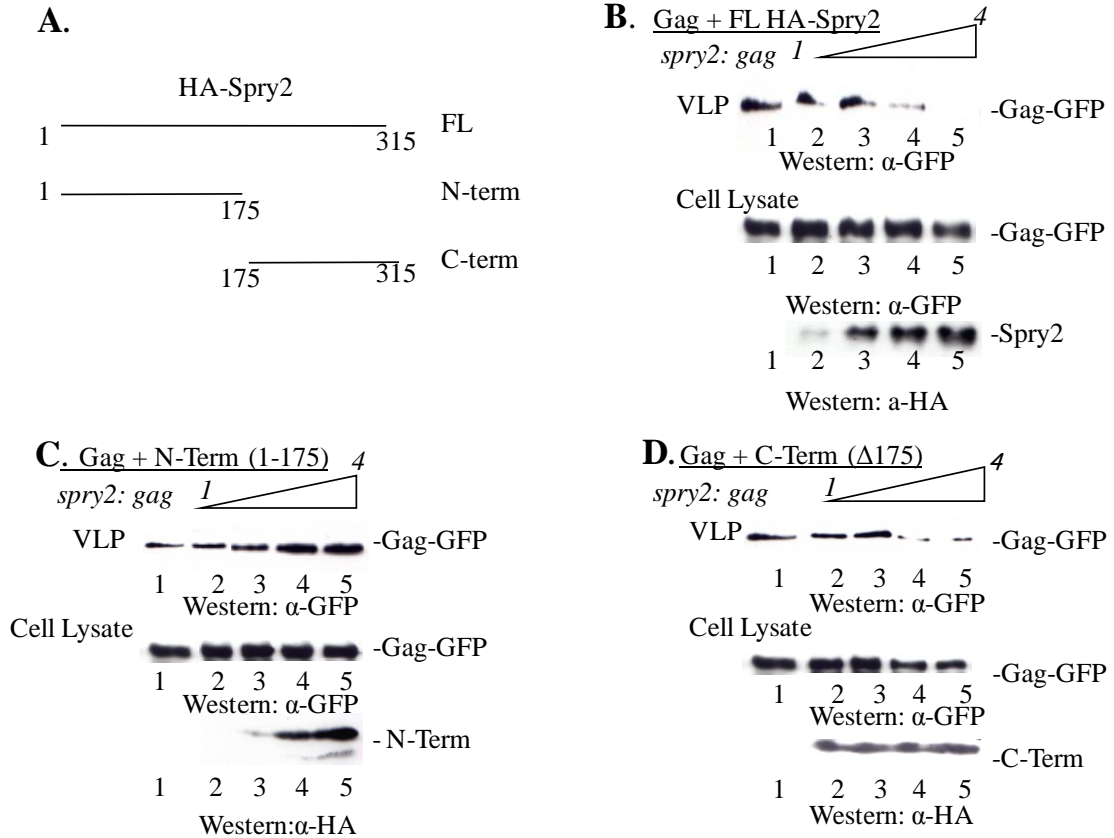 A.
HA-Spry2
1 315 FL
1 175 N-term
175 315 C-term
B. Gag + FL HA-Spry2 4
spry2: gag 1
VLP -Gag-GFP
1 2 3 4 5
Western: α-GFP
Cell Lysate
-Gag-GFP
1 2 3 4 5
Western: α-GFP
-Spry2
1 2 3 4 5
Western: a-HA
C. Gag + N-Term (1-175) 4
spry2: gag 1
VLP -Gag-GFP
1 2 3 4 5
Western: α-GFP
Cell Lysate
-Gag-GFP
1 2 3 4 5
Western: α-GFP
- N-Term
1 2 3 4 5
Western:α-HA
D. Gag + C-Term (Δ175) 4
spry2: gag 1
VLP -Gag-GFP
1 2 3 4 5
Western: α-GFP
Cell Lysate
-Gag-GFP
1 2 3 4 5
Western: α-GFP
-C-Term
1 2 3 4 5
Western: α-HA